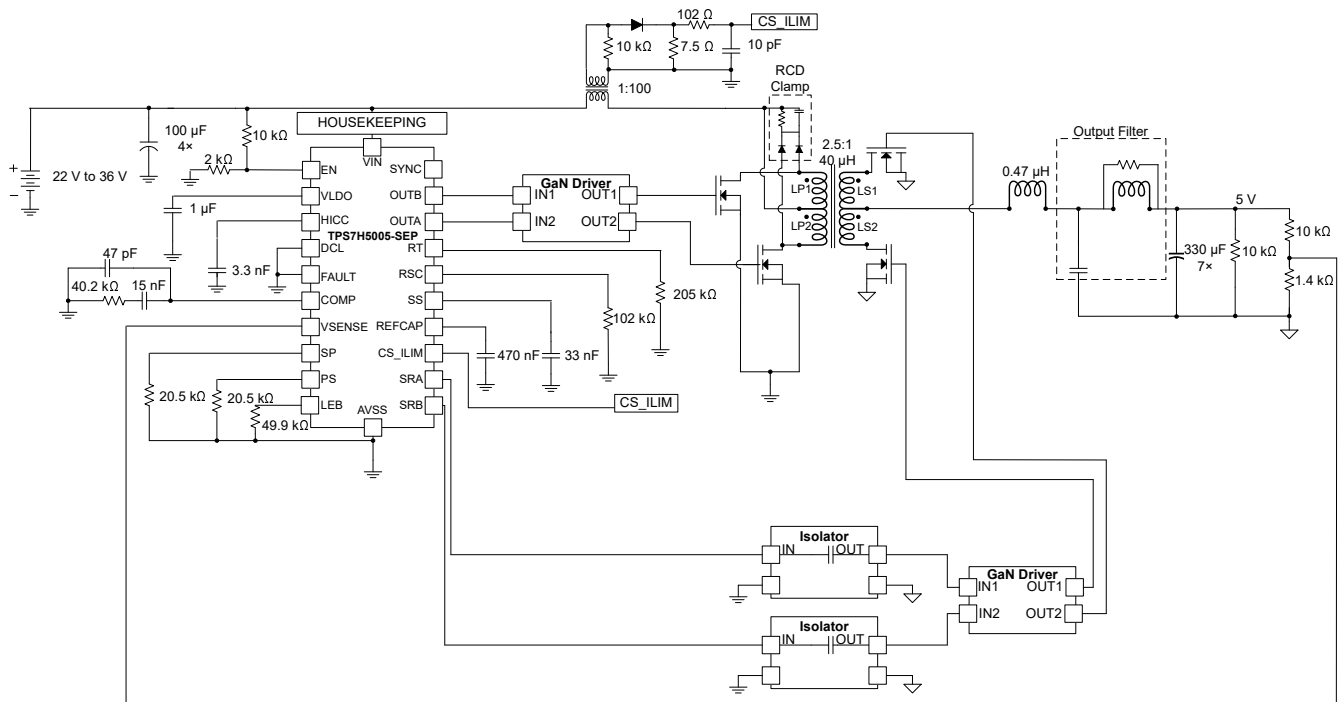 102 Ω
CS_ILIM
10 kΩ
7.5 Ω
10 pF
1:100
RCD
Clamp
HOUSEKEEPING
100 µF
4×
10 kΩ
2 kΩ
22 V to 36 V
+
−
1 µF
3.3 nF
47 pF
40.2 kΩ
15 nF
VIN
EN
SYNC
VLDO
OUTB
HICC
OUTA
TPS7H5005-SEP
DCL
RT
FAULT
RSC
COMP
SS
VSENSE
REFCAP
SP
CS_ILIM
PS
SRA
LEB
SRB
AVSS
20.5 kΩ
20.5 kΩ
49.9 kΩ
GaN Driver
IN1
OUT1
IN2
OUT2
205 kΩ
102 kΩ
470 nF
33 nF
CS_ILIM
2.5:1
40 µH
LP1
LS1
LP2
LS2
0.47 µH
Output Filter
5 V
330 µF
7×
10 kΩ
10 kΩ
1.4 kΩ
Isolator
IN
OUT
Isolator
IN
OUT
GaN Driver
IN1
OUT1
IN2
OUT2